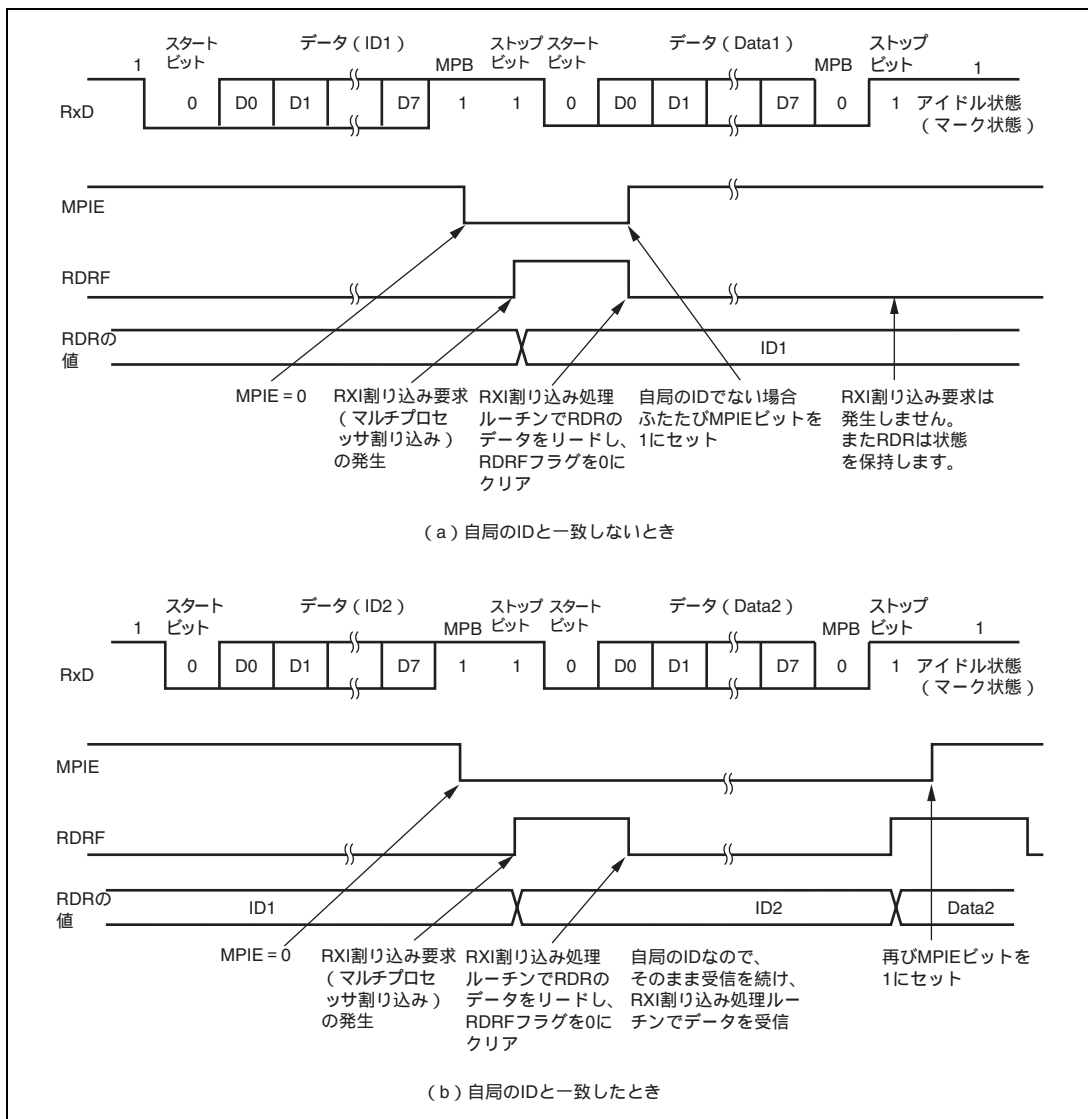 スタート
ビット
データ（ID1）
ストップ
ビット
スタート
ビット
データ（Data1）
ストップ
ビット
1
MPB
MPB
1
RxD
0
D0
D1
D7
1
1
0
D0
D1
D7
0
1
アイドル状態
（マーク状態）
MPIE
RDRF
RDRの
値
ID1
MPIE = 0
RXI割り込み要求
（マルチプロセ
ッサ割り込み）
の発生
RXI割り込み処理
ルーチンでRDRの
データをリードし、
RDRFフラグを0に
クリア
自局のIDでない場合
ふたたびMPIEビットを
1にセット
RXI割り込み要求は
発生しません。
またRDRは状態
を保持します。
（a）自局のIDと一致しないとき
スタート
ビット
データ（ID2）
ストップ
ビット
スタート
ビット
データ（Data2）
ストップ
ビット
1
MPB
MPB
1
RxD
0
D0
D1
D7
1
1
0
D0
D1
D7
0
1
アイドル状態
（マーク状態）
MPIE
RDRF
RDRの
値
ID1
ID2
Data2
MPIE = 0
RXI割り込み要求
（マルチプロセ
ッサ割り込み）
の発生
RXI割り込み処理
ルーチンでRDRの
データをリードし、
RDRFフラグを0に
クリア
自局のIDなので、
そのまま受信を続け、
RXI割り込み処理ルー
チンでデータを受信
再びMPIEビットを
1にセット
（b）自局のIDと一致したとき